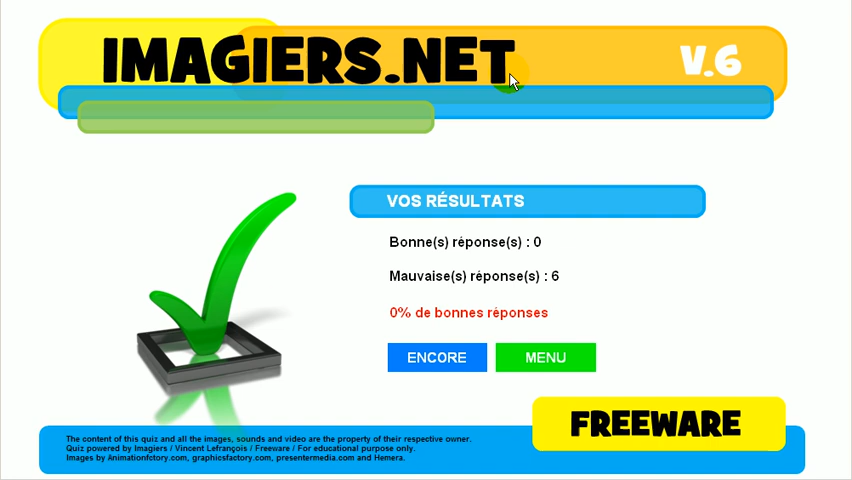 IMAGIERS.NET
V.6
VOS RÉSULTATS
Bonne(s) réponse(s) : 0
Mauvaise(s) réponse(s) : 6
0% de bonnes réponses
ENCORE
MENU
FREEWARE
The content of this quiz and all the images, sounds and video are the property of their respective owner.
Quiz powered by Imagiers / Vincent Lefrançois / Freeware / For educational purpose only.
Images by Animationfctory.com, graphicsfactory.com, presentermedia.com and Hemera.